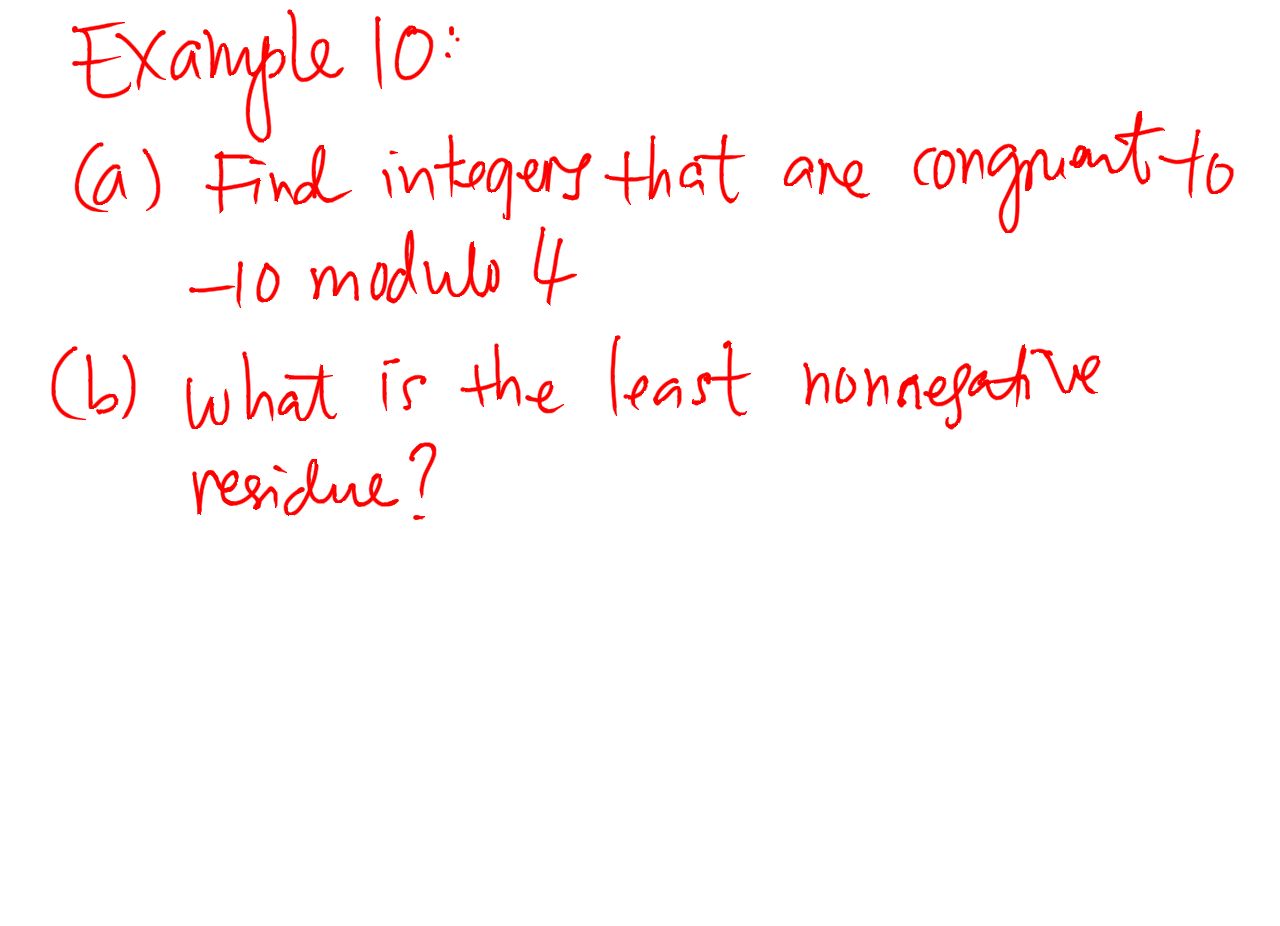 Example 10:
(a) Find integers that are congruent to
-10 modulo 4
(b) what is the least nonnegative
residue?